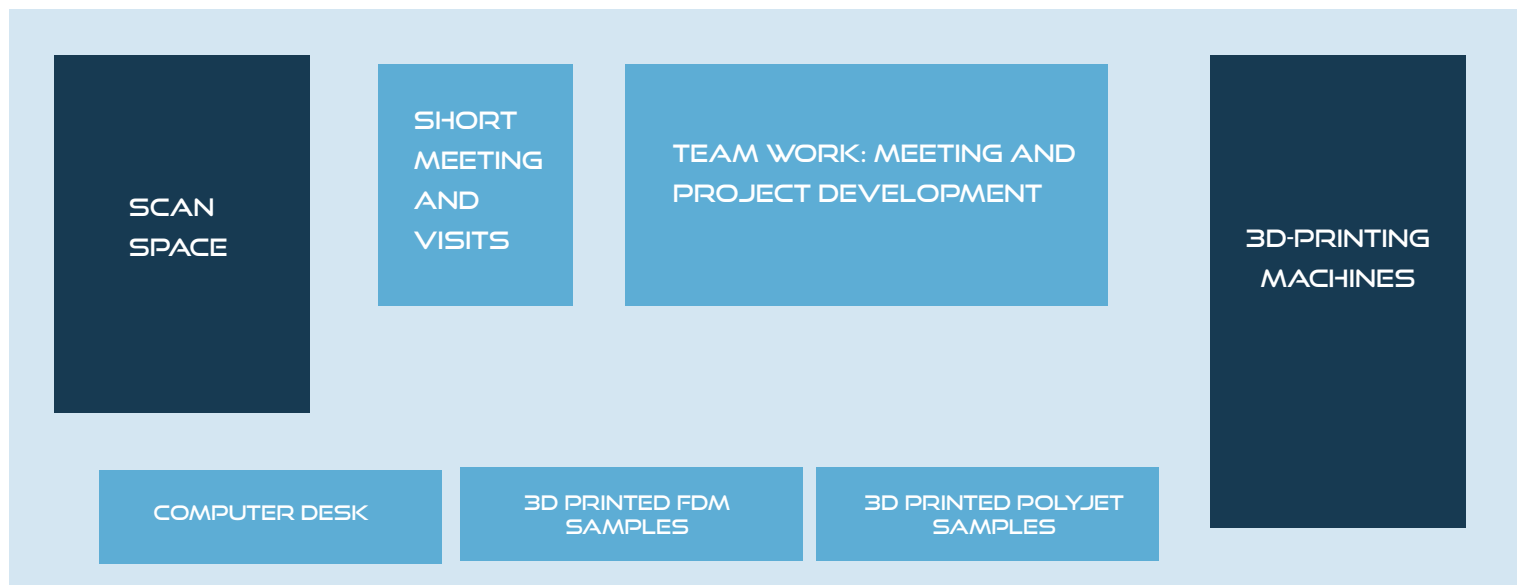 SCAN
SPACE
SHORT
MEETING
AND
VISITS
TEAM WORK: MEETING AND
PROJECT DEVELOPMENT
3D-PRINTING
MACHINES
COMPUTER DESK
3D PRINTED FDM
SAMPLES
3D PRINTED POLYJET
SAMPLES